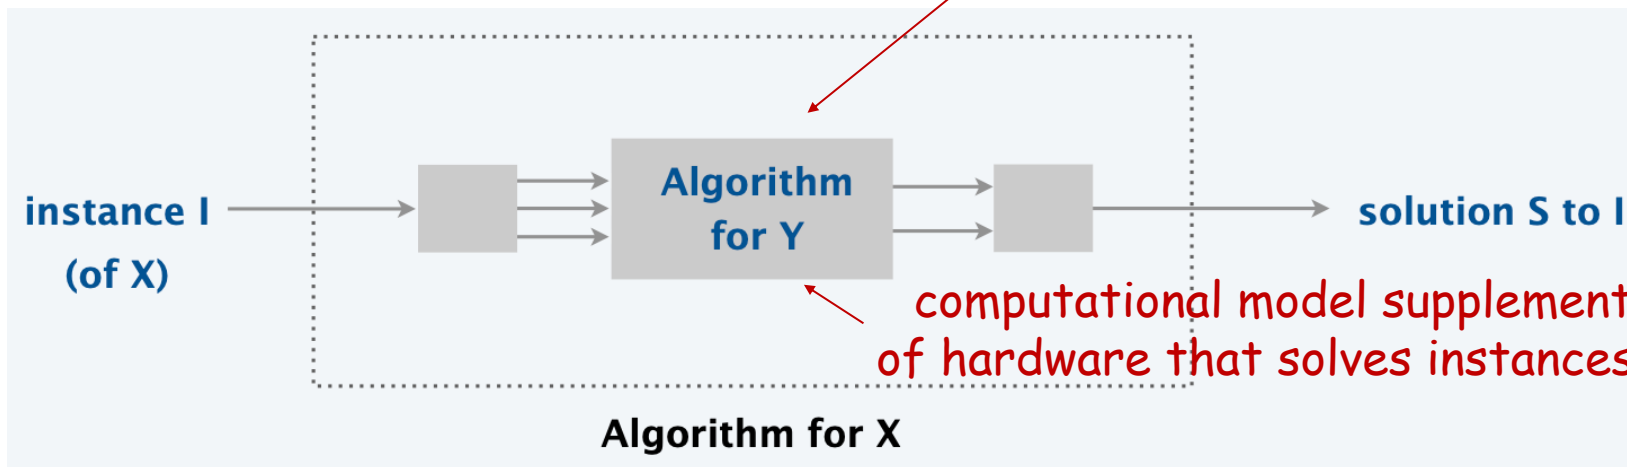 instance I
(of X)
Algorithm
for Y
solution S to I
computational model supplement
of hardware that solves instances
Algorithm for X